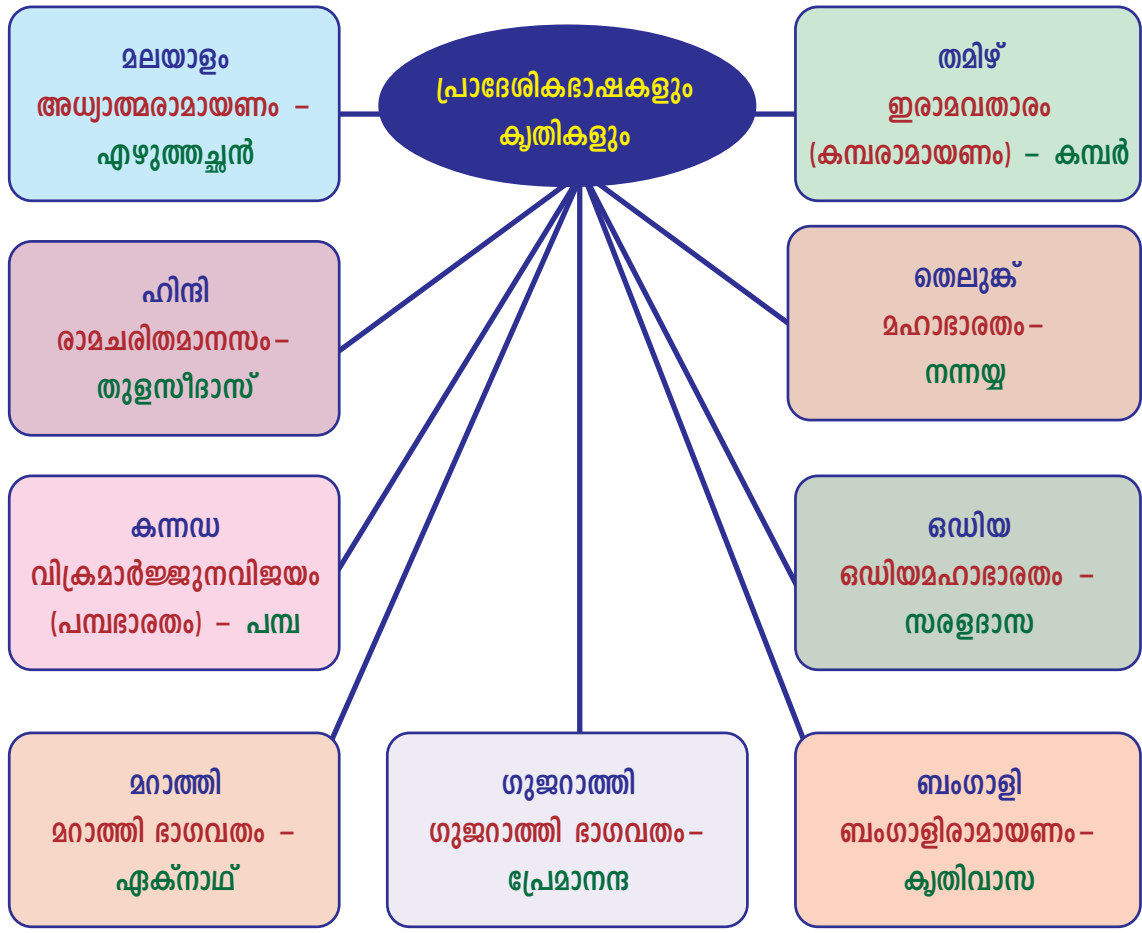 പ്രാദേശികഭാഷകളും
കൃതികളും
മലയാളം
അധ്യാത്മരാമായണം –
എഴുത്തച്ഛൻ
തമിഴ്
ഇരാമവതാരം
(കമ്പരാമായണം) – കമ്പർ
ഹിന്ദി
രാമചരിതമാനസം –
തുളസീദാസ്
തെലുങ്ക്
മഹാഭാരതം –
നന്നയ്യ
കന്നഡ
വിക്രമാർജ്ജുനവിജയം
(പമ്പഭാരതം) – പമ്പ
ഒഡിയ
ഒഡിയമഹാഭാരതം –
സരളദാസ
മറാത്തി
മറാത്തി ഭാഗവതം –
ഏക്നാഥ്
ഗുജറാത്തി
ഗുജറാത്തി ഭാഗവതം –
പ്രേമാനന്ദ
ബംഗാളി
ബംഗാളിരാമായണം –
കൃതിവാസ